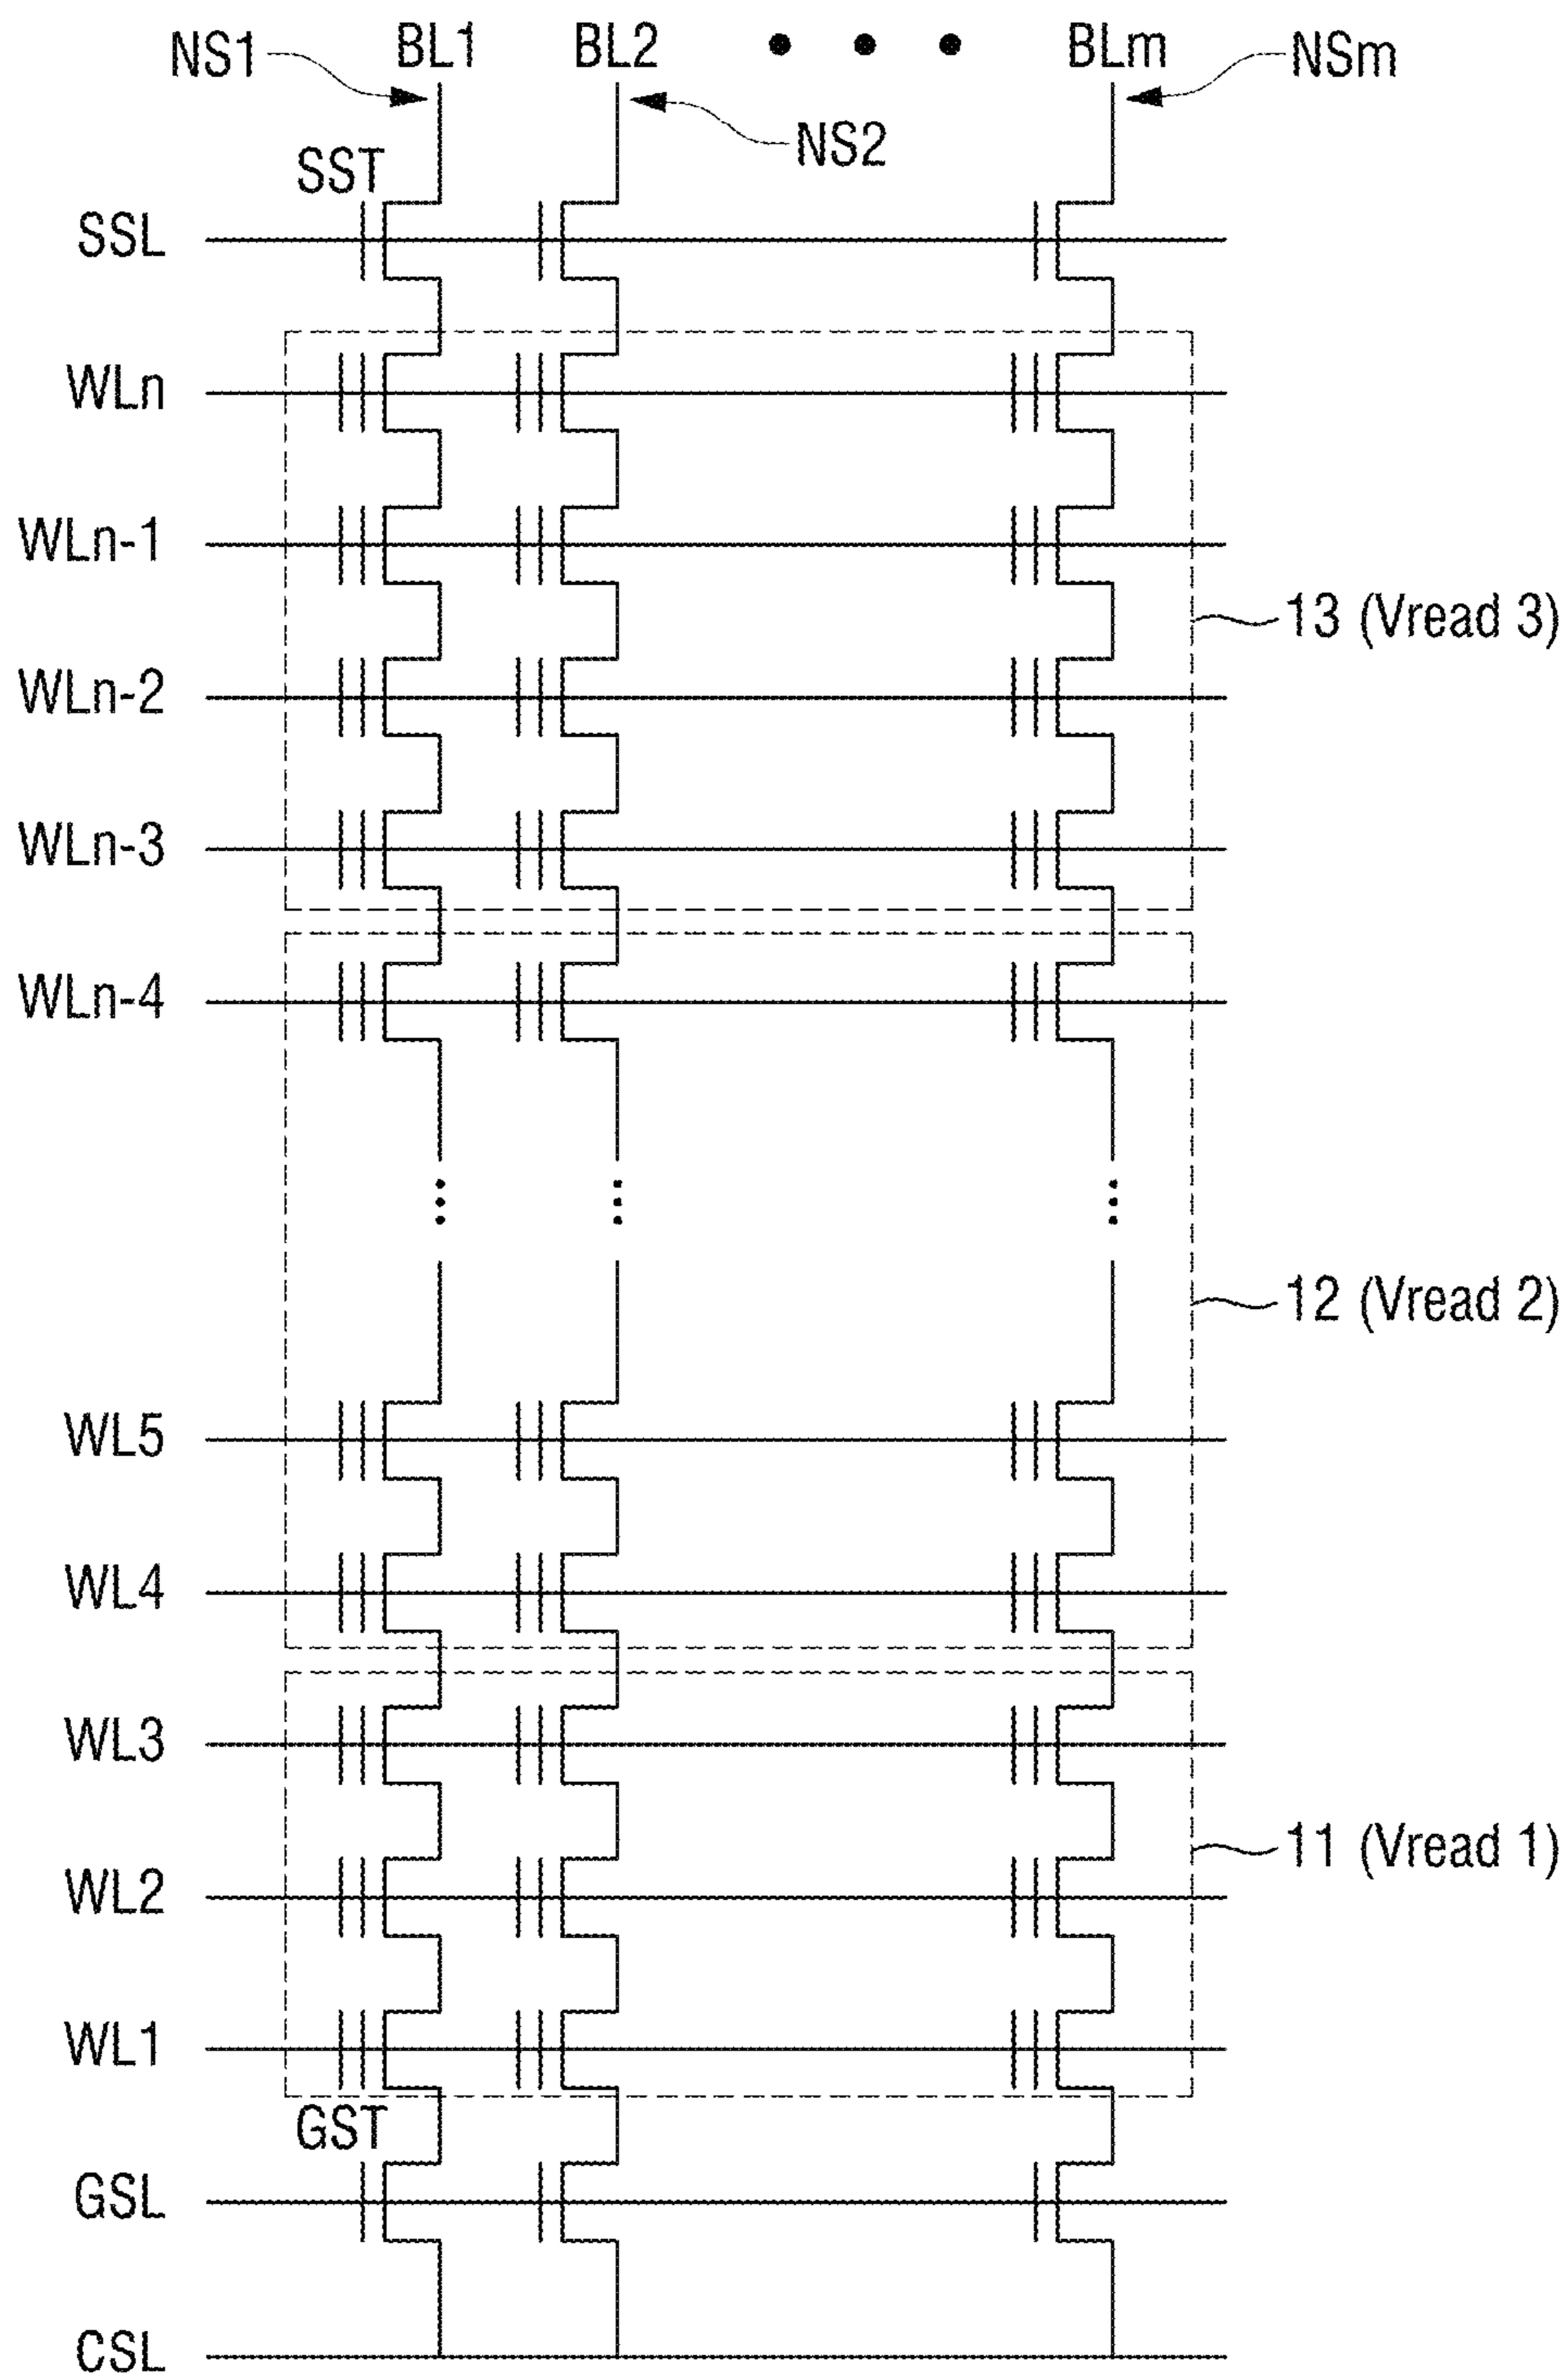 NS1 BL1 BL2 • • • BLm NSm
NS2
SST
SSL
WLn
WLn-1
13 (Vread 3)
WLn-2
WLn-3
WLn-4
12 (Vread 2)
WL5
WL4
WL3
11 (Vread 1)
WL2
WL1
GST
GSL
CSL